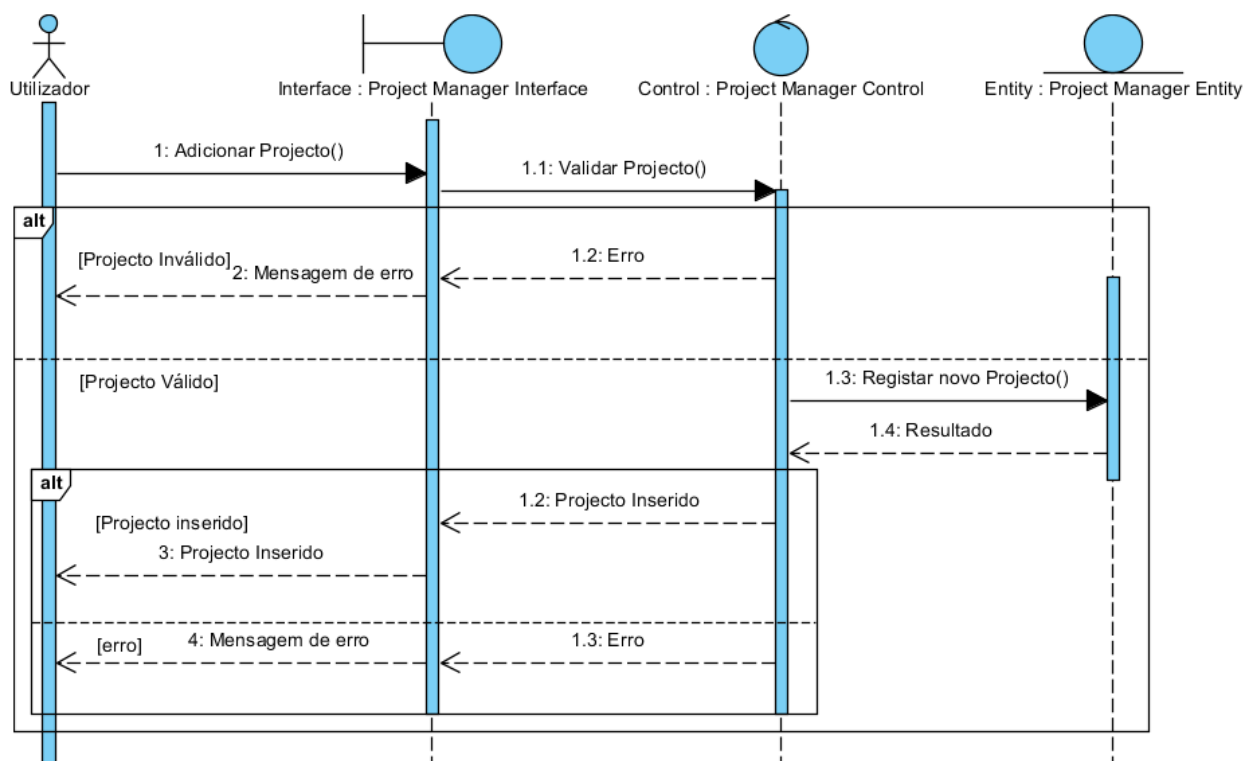 Utilizador
Interface : Project Manager Interface
Control : Project Manager Control
Entity : Project Manager Entity
1: Adicionar Projecto()
1.1: Validar Projecto()
alt
[Projecto Inválido]
1.2: Erro
2: Mensagem de erro
[Projecto Válido]
1.3: Registar novo Projecto()
1.4: Resultado
alt
1.2: Projecto Inserido
[Projecto inserido]
3: Projecto Inserido
[erro]
4: Mensagem de erro
1.3: Erro